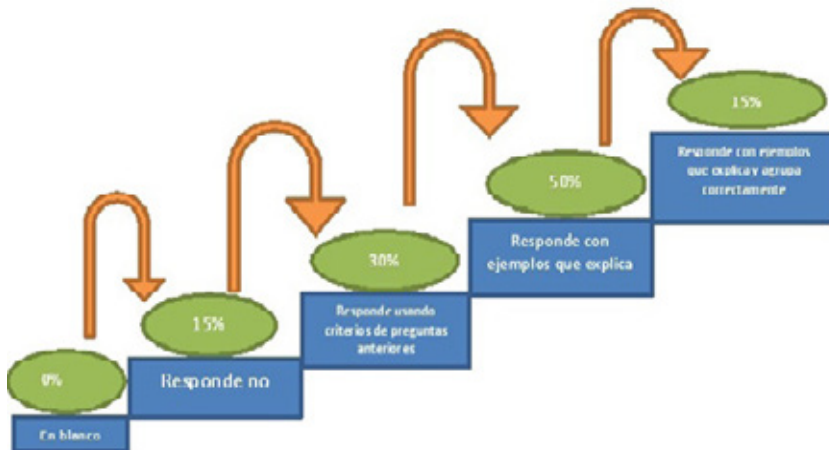 0%
En blanco
15%
Responde no
30%
Responde usando
criterios de preguntas
anteriores
50%
Responde con
ejemplos que explica
15%
Responde con ejemplos
que explica y agrupa
correctamente